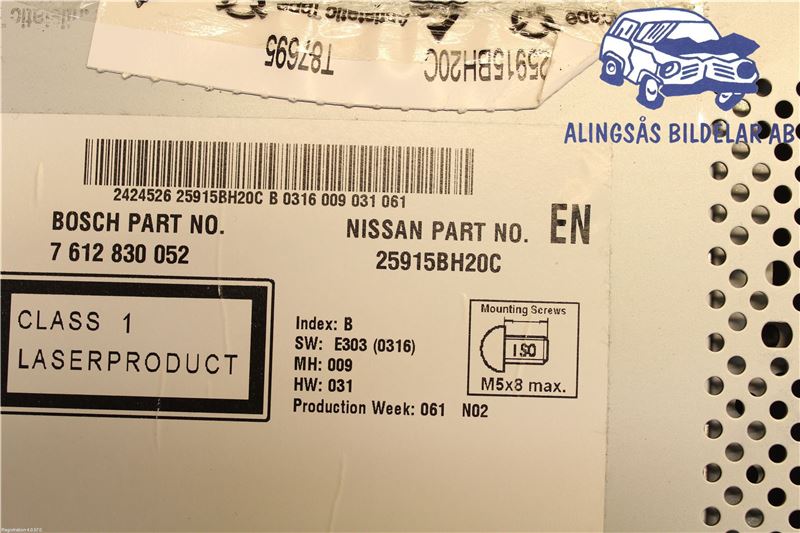 Antistatic Tape
T87695
25915BH20C
ALINGSÅS BILDELAR AB
2424526 25915BH20C B 0316 009 031 061
BOSCH PART NO.
7 612 830 052
NISSAN PART NO.
25915BH20C
EN
CLASS 1
LASERPRODUCT
Index: B
SW: E303 (0316)
MH: 009
HW: 031
Production Week: 061 N02
Mounting Screws
ISO
M5x8 max.